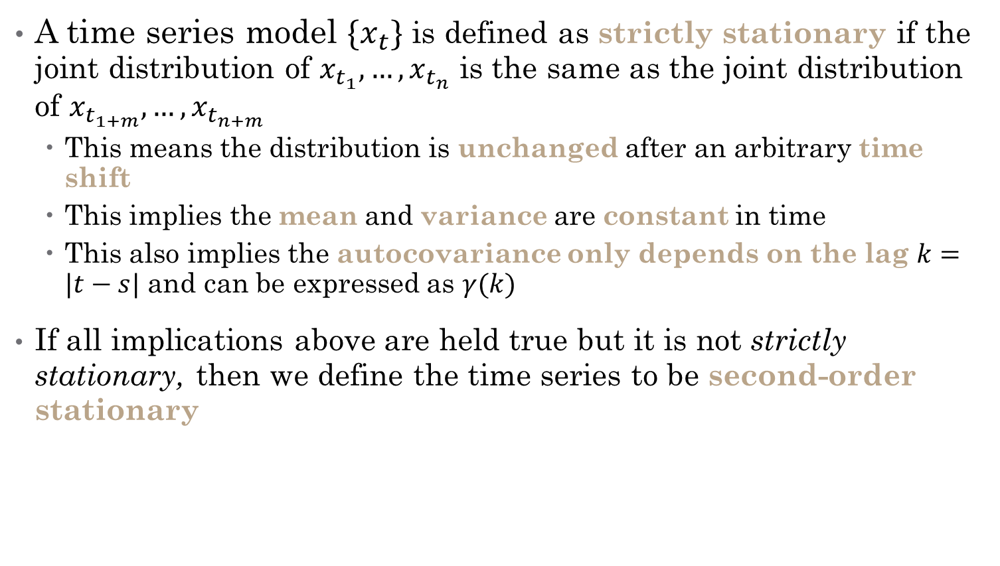 • A time series model {𝑥ₜ} is defined as strictly stationary if the
joint distribution of 𝑥_{t_1}, … , 𝑥_{t_n} is the same as the joint distribution
of 𝑥_{t_{1+m}}, … , 𝑥_{t_{n+m}}
• This means the distribution is unchanged after an arbitrary time
shift
• This implies the mean and variance are constant in time
• This also implies the autocovariance only depends on the lag 𝑘 =
|𝑡 − 𝑠| and can be expressed as 𝛾(𝑘)
• If all implications above are held true but it is not strictly
stationary, then we define the time series to be second-order
stationary